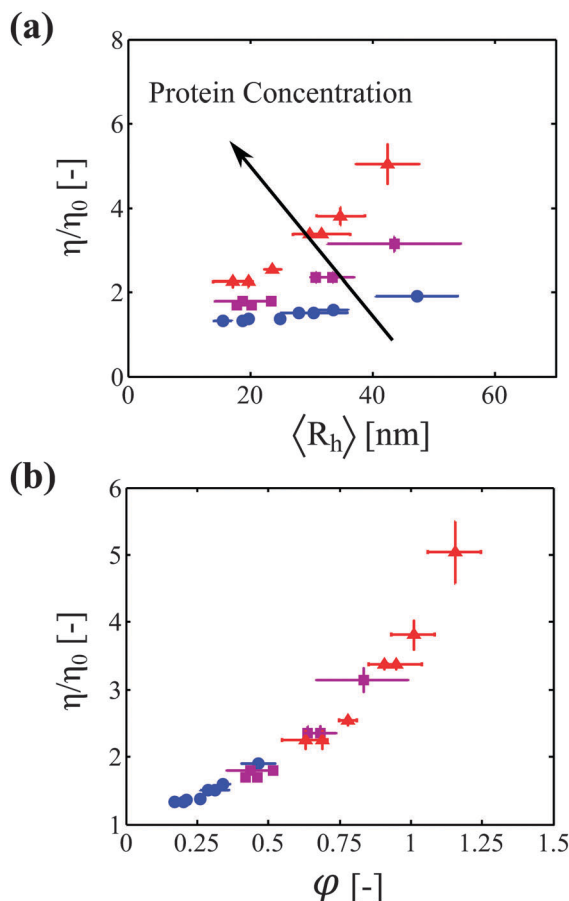 (a)
8
Protein Concentration
6
η/η0 [-]
4
2
0
0 20 40 60
⟨Rh⟩ [nm]
(b)
6
5
η/η0 [-]
4
3
2
1
0 0.25 0.5 0.75 1 1.25 1.5
φ [-]